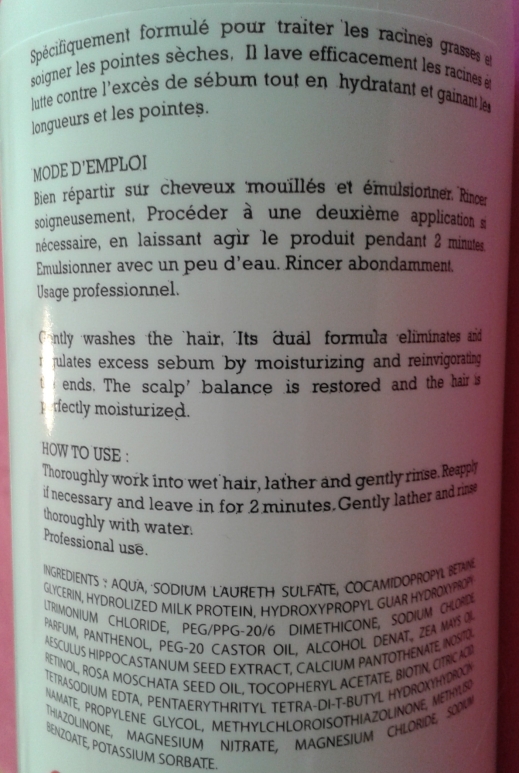 Spécifiquement formulé pour traiter les racines grasses et
soigner les pointes sèches. Il lave efficacement les racines et
lutte contre l'excés de sébum tout en hydratant et gainant les
longueurs et les pointes.
MODE D'EMPLOI
Bien répartir sur cheveux mouillés et émulsionner. Rincer
soigneusement. Procéder à une deuxième application si
nécessaire, en laissant agir le produit pendant 2 minutes.
Emulsionner avec un peu d'eau. Rincer abondamment.
Usage professionnel.
Gently washes the hair, Its dual formula eliminates and
regulates excess sebum by moisturizing and reinvigorating
the ends. The scalp' balance is restored and the hair is
perfectly moisturized.
HOW TO USE :
Thoroughly work into wet hair, lather and gently rinse. Reapply
if necessary and leave in for 2 minutes. Gently lather and rinse
thoroughly with water.
Professional use.
INGREDIENTS : AQUA, SODIUM LAURETH SULFATE, COCAMIDOPROPYL BETAINE,
GLYCERIN, HYDROLIZED MILK PROTEIN, HYDROXYPROPYL GUAR HYDROXYPROPY
LTRIMONIUM CHLORIDE, PEG/PPG-20/6 DIMETHICONE, SODIUM CHLORIDE,
PARFUM, PANTHENOL, PEG-20 CASTOR OIL, ALCOHOL DENAT., ZEA MAYS OIL,
AESCULUS HIPPOCASTANUM SEED EXTRACT, CALCIUM PANTOTHENATE, INOSITOL,
RETINOL, ROSA MOSCHATA SEED OIL, TOCOPHERYL ACETATE, BIOTIN, CITRIC ACID,
TETRASODIUM EDTA, PENTAERYTHRITYL TETRA-DI-T-BUTYL HYDROXYHYDROCIN-
NAMATE, PROPYLENE GLYCOL, METHYLCHLOROISOTHIAZOLINONE, METHYLISO
THIAZOLINONE, MAGNESIUM NITRATE, MAGNESIUM CHLORIDE, SODIUM
BENZOATE, POTASSIUM SORBATE.